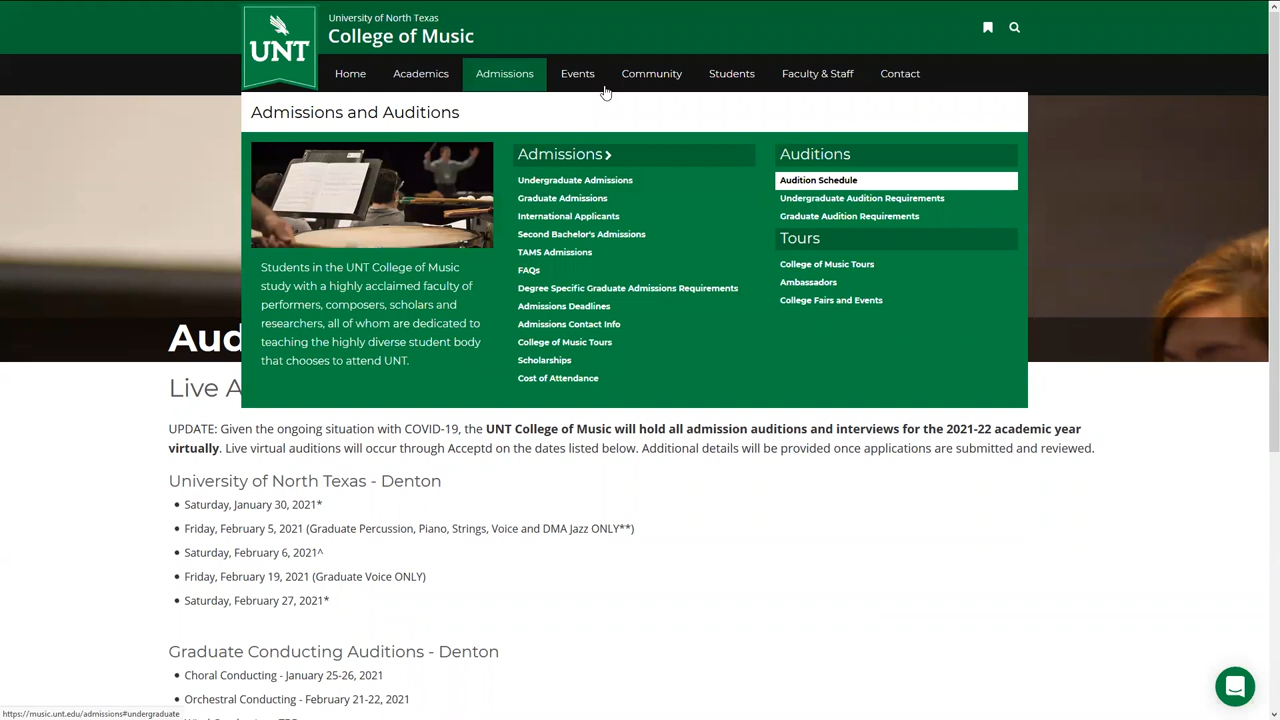 University of North Texas
College of Music
UNT
Home Academics Admissions Events Community Students Faculty & Staff Contact
Admissions and Auditions
Students in the UNT College of Music
study with a highly acclaimed faculty of
performers, composers, scholars and
researchers, all of whom are dedicated to
teaching the highly diverse student body
that chooses to attend UNT.
Admissions
Undergraduate Admissions
Graduate Admissions
International Applicants
Second Bachelor's Admissions
TAMS Admissions
FAQs
Degree Specific Graduate Admissions Requirements
Admissions Deadlines
Admissions Contact Info
College of Music Tours
Scholarships
Cost of Attendance
Auditions
Audition Schedule
Undergraduate Audition Requirements
Graduate Audition Requirements
Tours
College of Music Tours
Ambassadors
College Fairs and Events
Aud
Live A
UPDATE: Given the ongoing situation with COVID-19, the UNT College of Music will hold all admission auditions and interviews for the 2021-22 academic year
virtually. Live virtual auditions will occur through Acceptd on the dates listed below. Additional details will be provided once applications are submitted and reviewed.
University of North Texas - Denton
Saturday, January 30, 2021*
Friday, February 5, 2021 (Graduate Percussion, Piano, Strings, Voice and DMA Jazz ONLY**)
Saturday, February 6, 2021^
Friday, February 19, 2021 (Graduate Voice ONLY)
Saturday, February 27, 2021*
Graduate Conducting Auditions - Denton
Choral Conducting - January 25-26, 2021
Orchestral Conducting - February 21-22, 2021
https://music.unt.edu/admissions#undergraduate